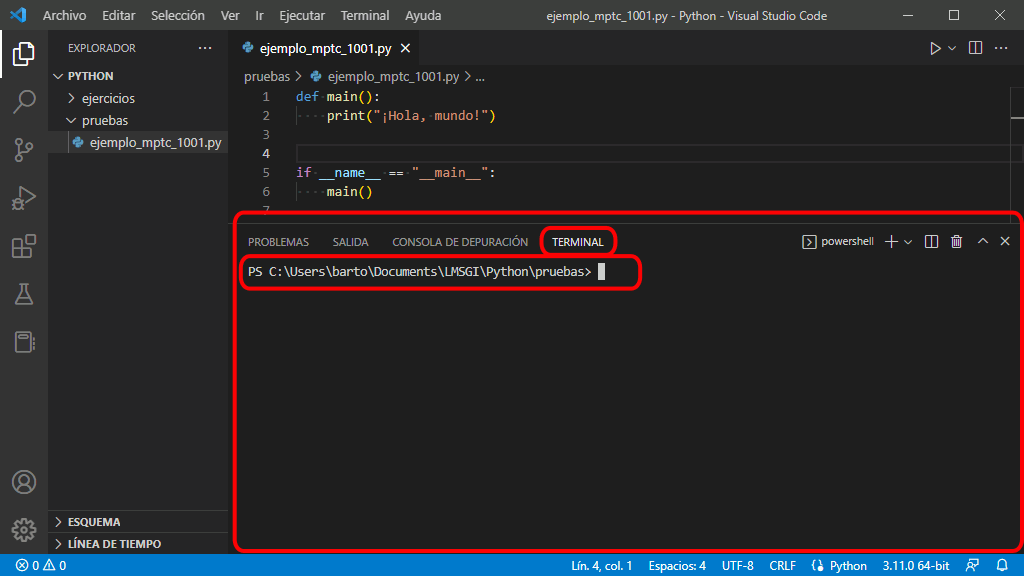 Archivo Editar Selección Ver Ir Ejecutar Terminal Ayuda ejemplo_mptc_1001.py - Python - Visual Studio Code
EXPLORADOR
PYTHON
ejercicios
pruebas
ejemplo_mptc_1001.py
ESQUEMA
LÍNEA DE TIEMPO
ejemplo_mptc_1001.py
pruebas > ejemplo_mptc_1001.py > ...
1 def main():
2 ····print("¡Hola,·mundo!")
3
4
5 if·__name__·==·"__main__":
6 ····main()
7
PROBLEMAS SALIDA CONSOLA DE DEPURACIÓN TERMINAL powershell
PS C:\Users\barto\Documents\LMSGI\Python\pruebas>
0 0 Lín. 4, col. 1 Espacios: 4 UTF-8 CRLF Python 3.11.0 64-bit